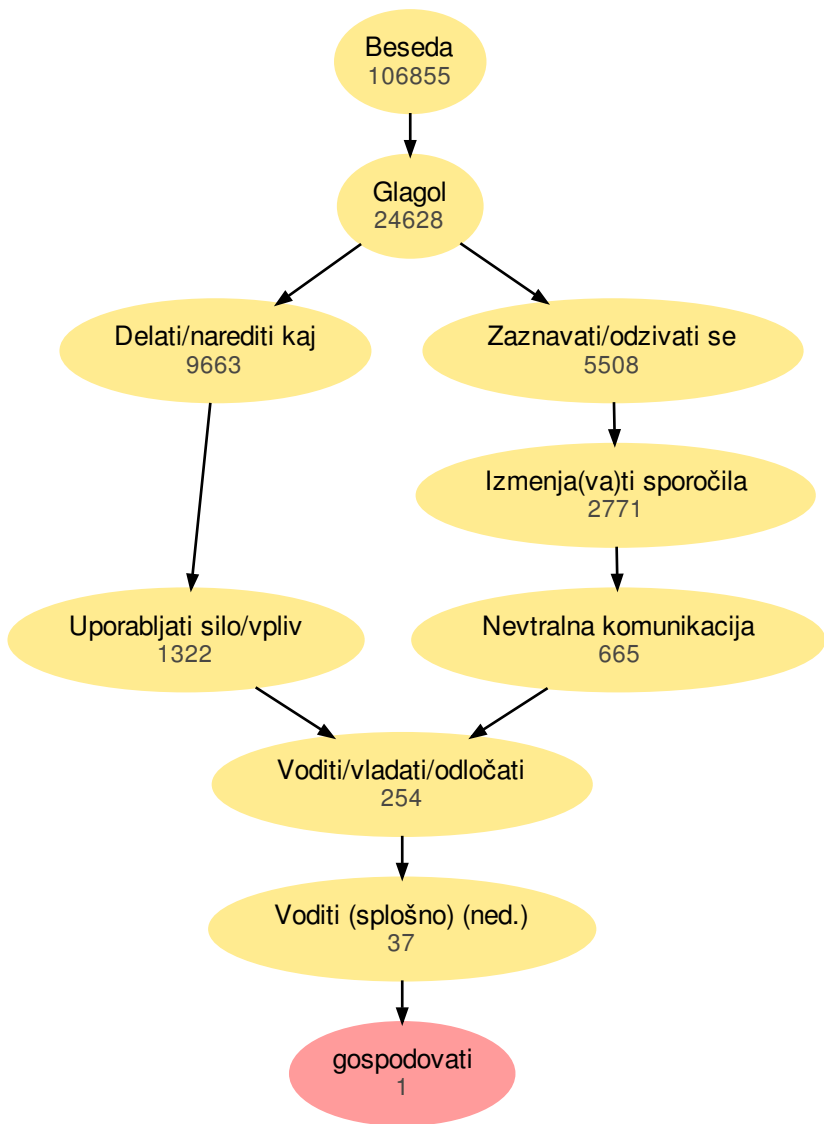 Beseda
106855
Glagol
24628
Delati/narediti kaj
9663
Zaznavati/odzivati se
5508
Izmenja(va)ti sporočila
2771
Uporabljati silo/vpliv
1322
Nevtralna komunikacija
665
Voditi/vladati/odločati
254
Voditi (splošno) (ned.)
37
gospodovati
1